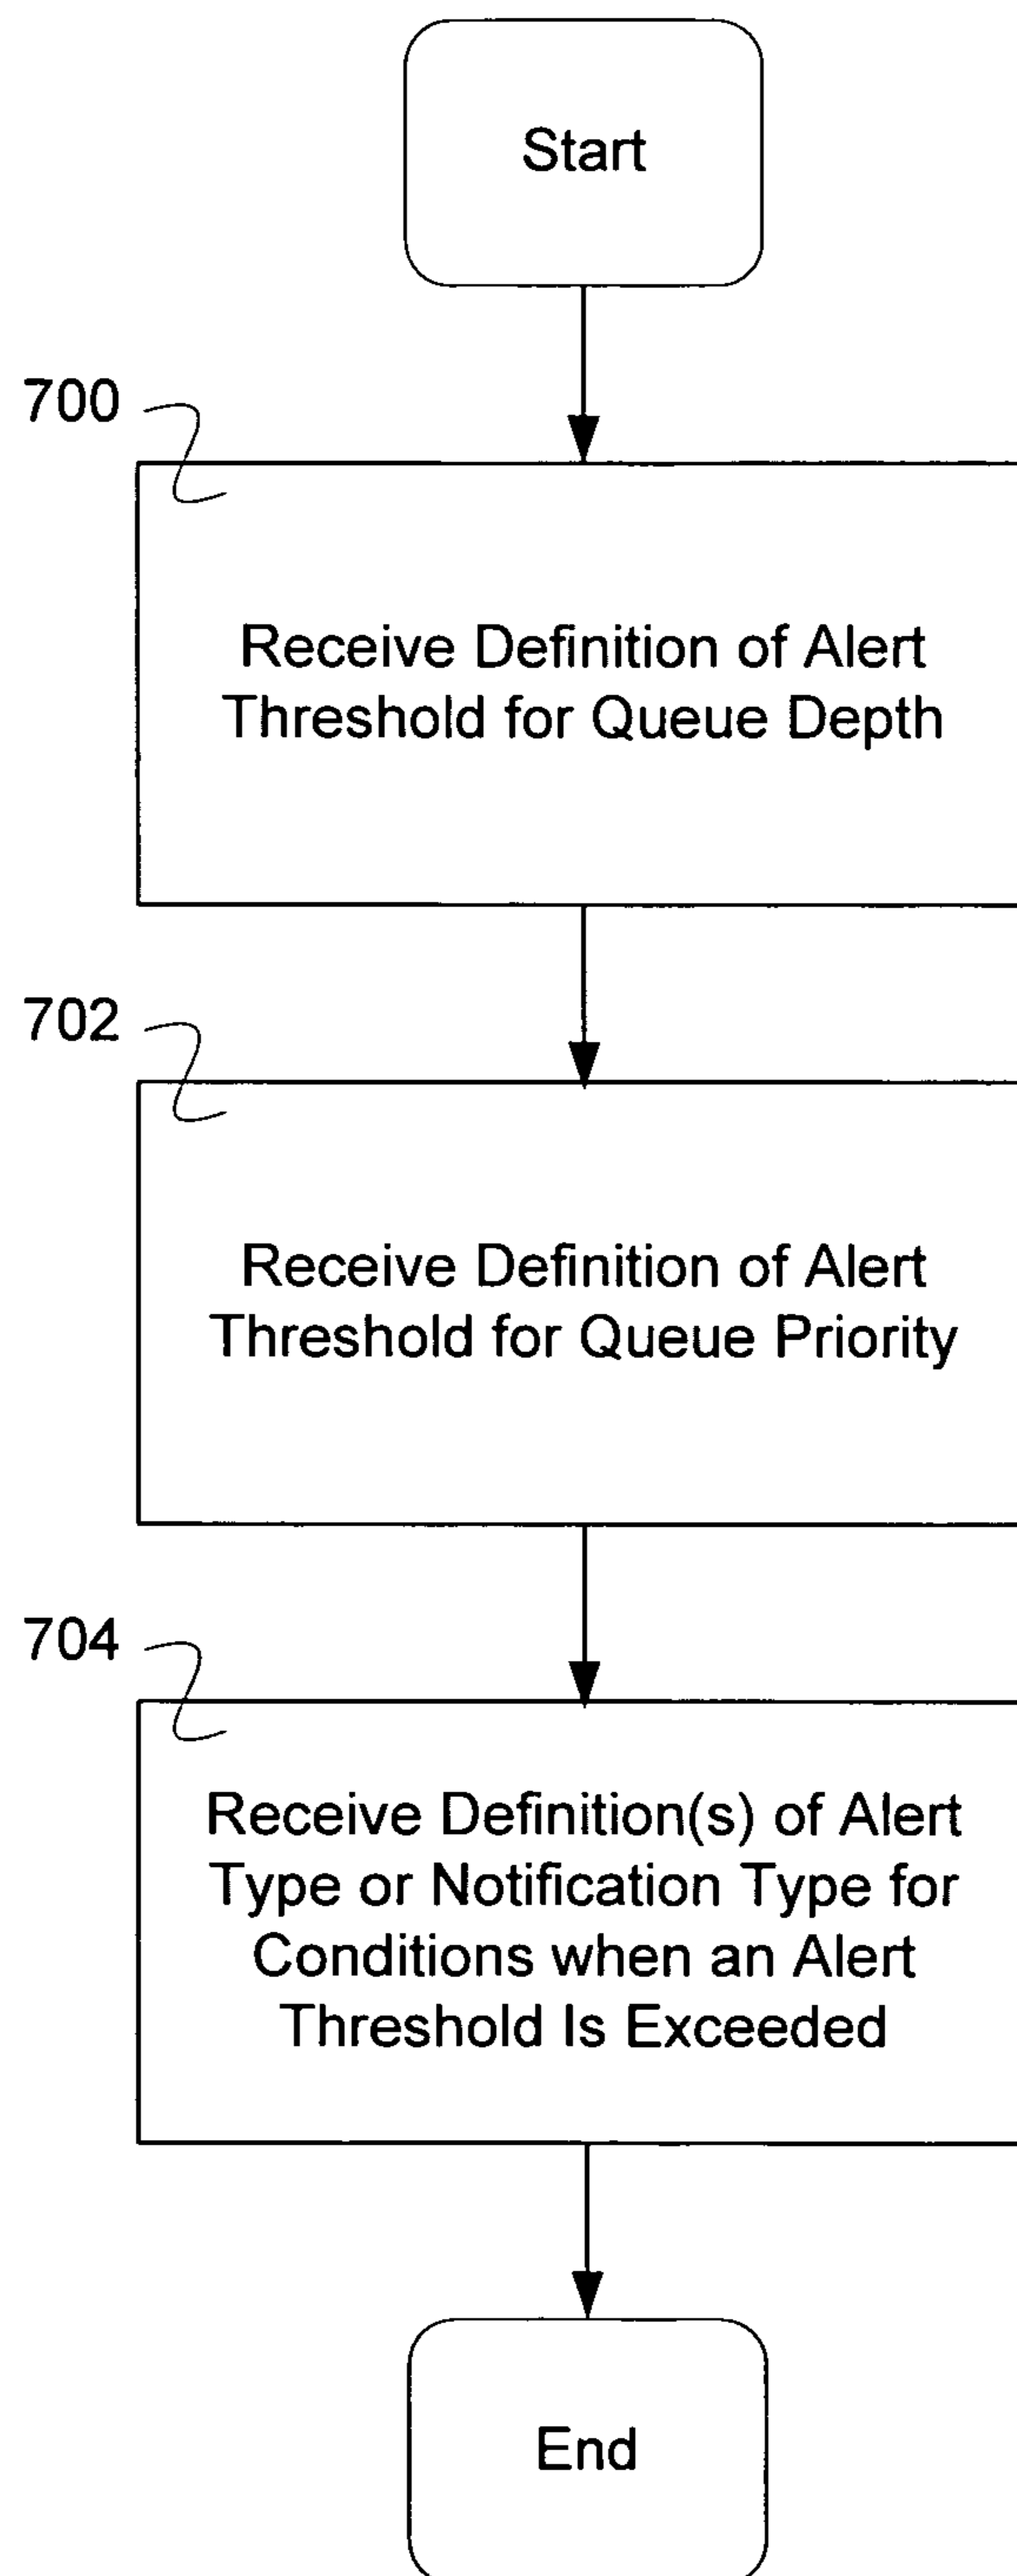 Start
700
Receive Definition of Alert
Threshold for Queue Depth
702
Receive Definition of Alert
Threshold for Queue Priority
704
Receive Definition(s) of Alert
Type or Notification Type for
Conditions when an Alert
Threshold Is Exceeded
End